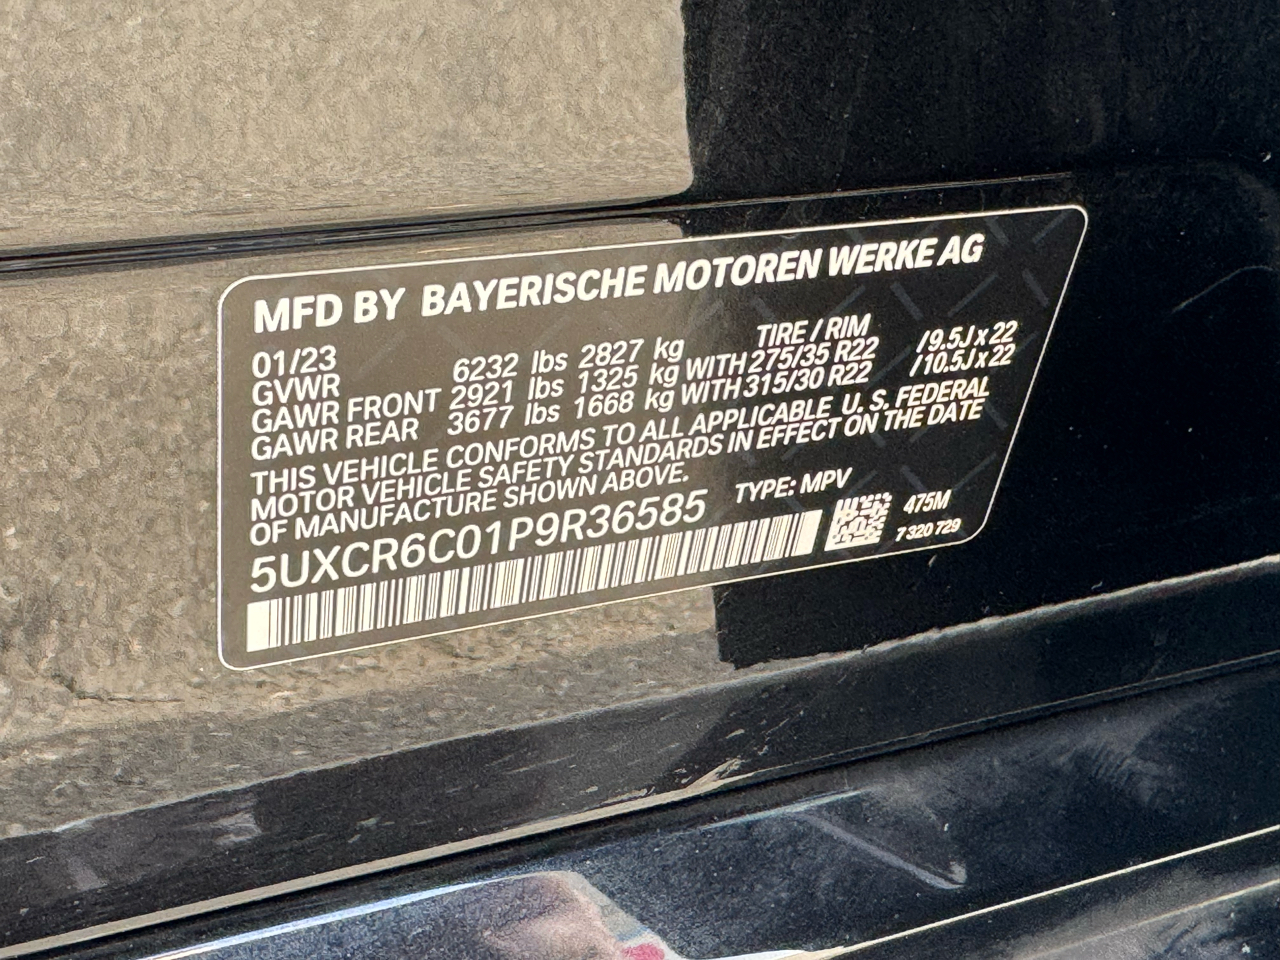 MFD BY BAYERISCHE MOTOREN WERKE AG
01/23 TIRE / RIM
GVWR 6232 lbs 2827 kg
GAWR FRONT 2921 lbs 1325 kg WITH 275/35 R22 /9.5J x 22
GAWR REAR 3677 lbs 1668 kg WITH 315/30 R22 /10.5J x 22
THIS VEHICLE CONFORMS TO ALL APPLICABLE U. S. FEDERAL
MOTOR VEHICLE SAFETY STANDARDS IN EFFECT ON THE DATE
OF MANUFACTURE SHOWN ABOVE.
5UXCR6C01P9R36585 TYPE: MPV
475M
7 320 729